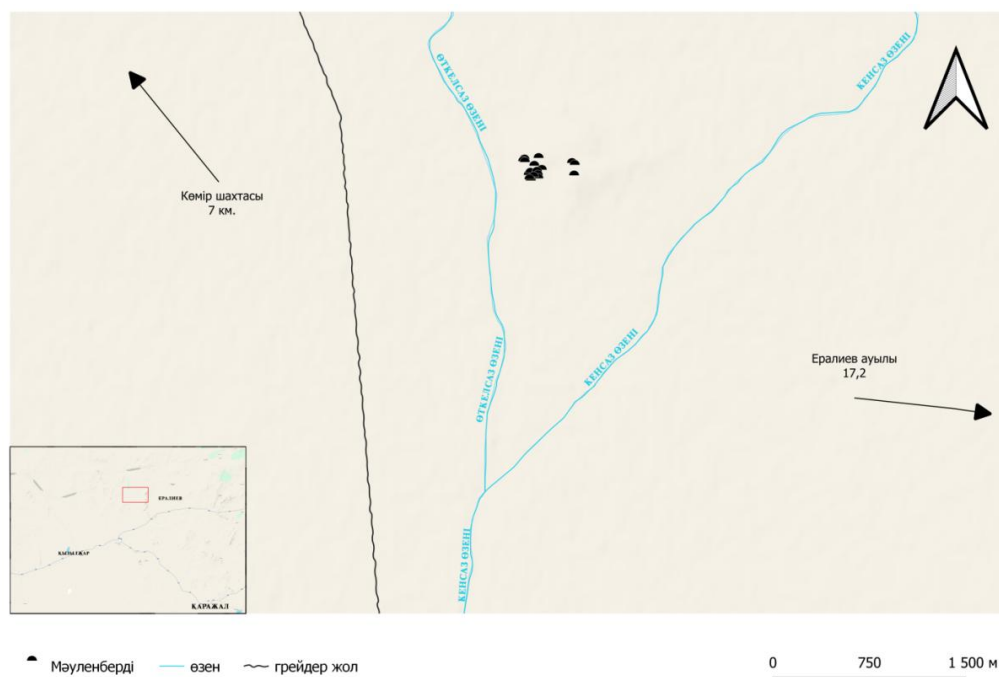 ӨТКЕЛСАЗ ӨЗЕНІ
КЕНСАЗ ӨЗЕНІ
Көмір шахтасы
7 км.
ӨТКЕЛСАЗ ӨЗЕНІ
КЕНСАЗ ӨЗЕНІ
Ералиев ауылы
17,2
КЕНСАЗ ӨЗЕНІ
ЕРАЛИЕВ
ҚЫЗЫЛЖАР
ҚАРАЖАЛ
Мәуленберді
өзен
грейдер жол
0 750 1 500 м